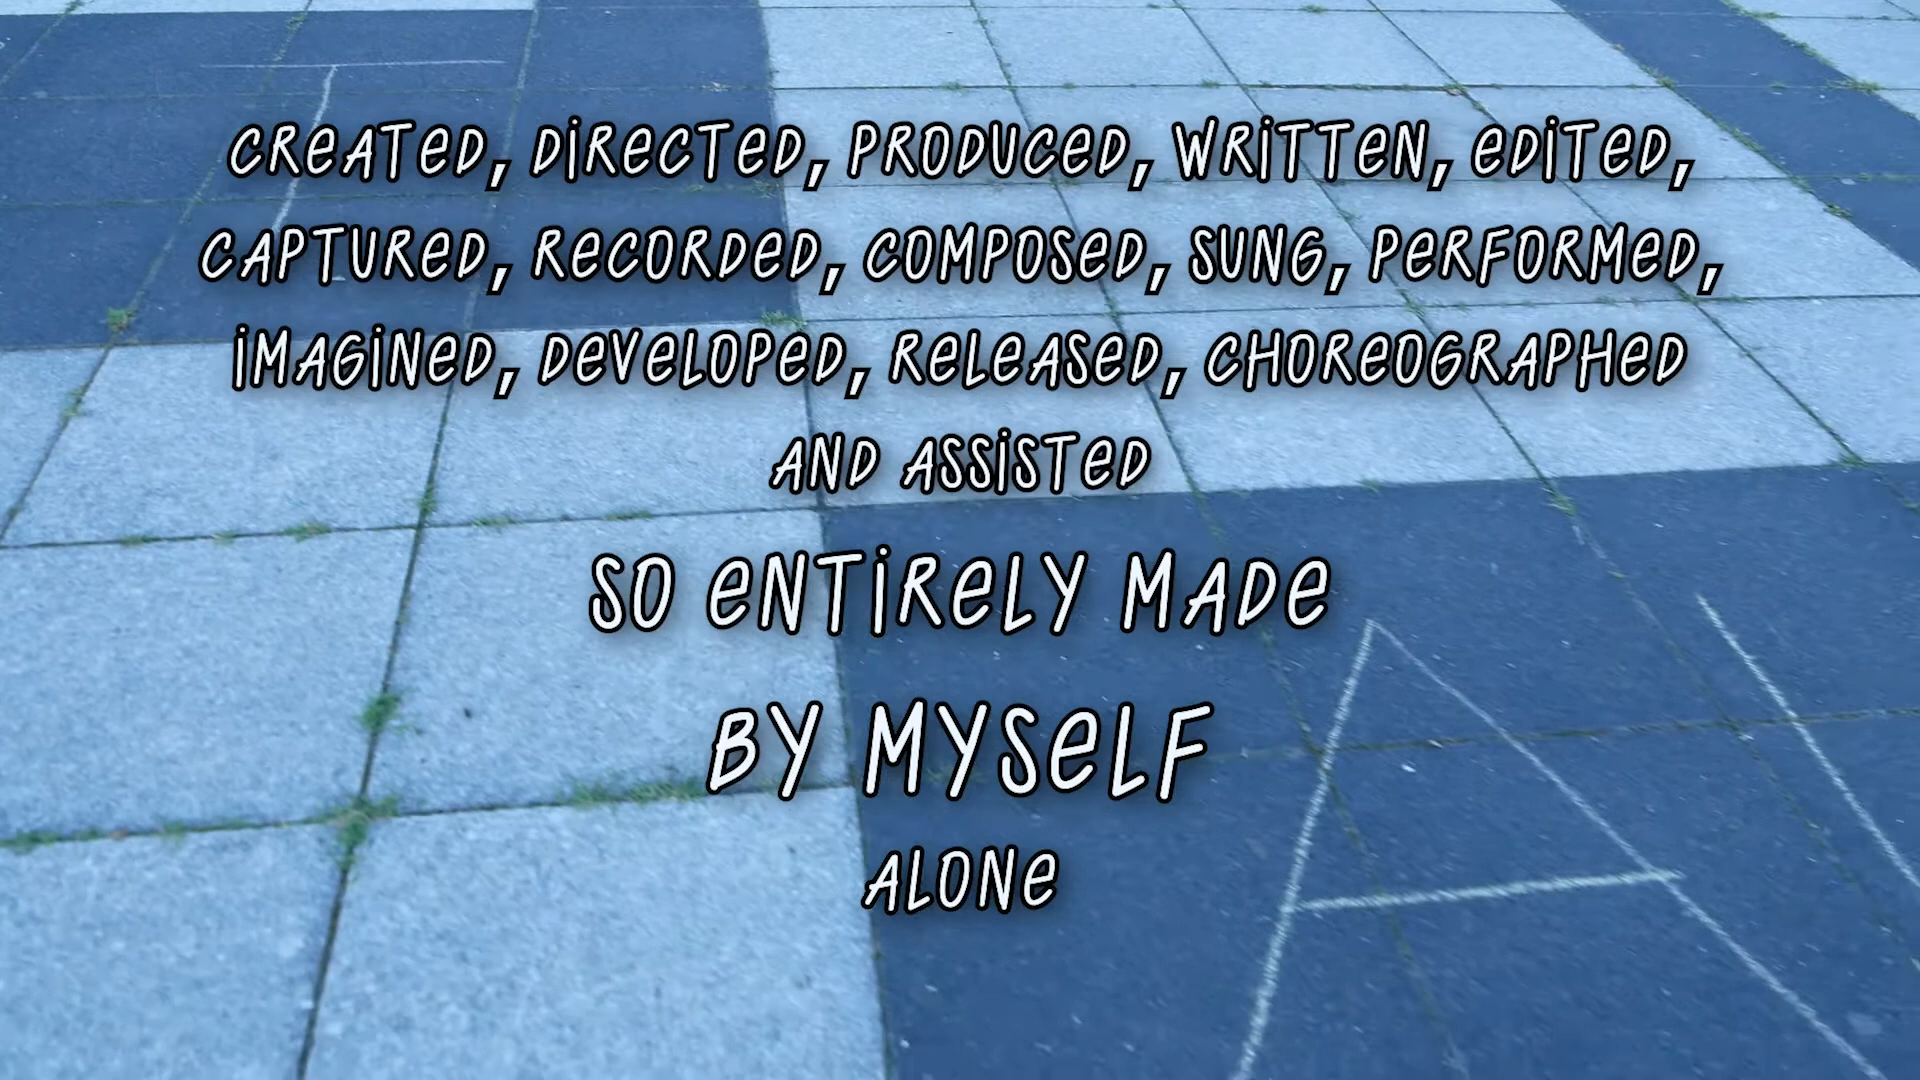 CREATED, DIRECTED, PRODUCED, WRITTEN, EDITED,
CAPTURED, RECORDED, COMPOSED, SUNG, PERFORMED,
IMAGINED, DEVELOPED, RELEASED, CHOREOGRAPHED
AND ASSISTED
SO ENTIRELY MADE
BY MYSELF
ALONE
T
A